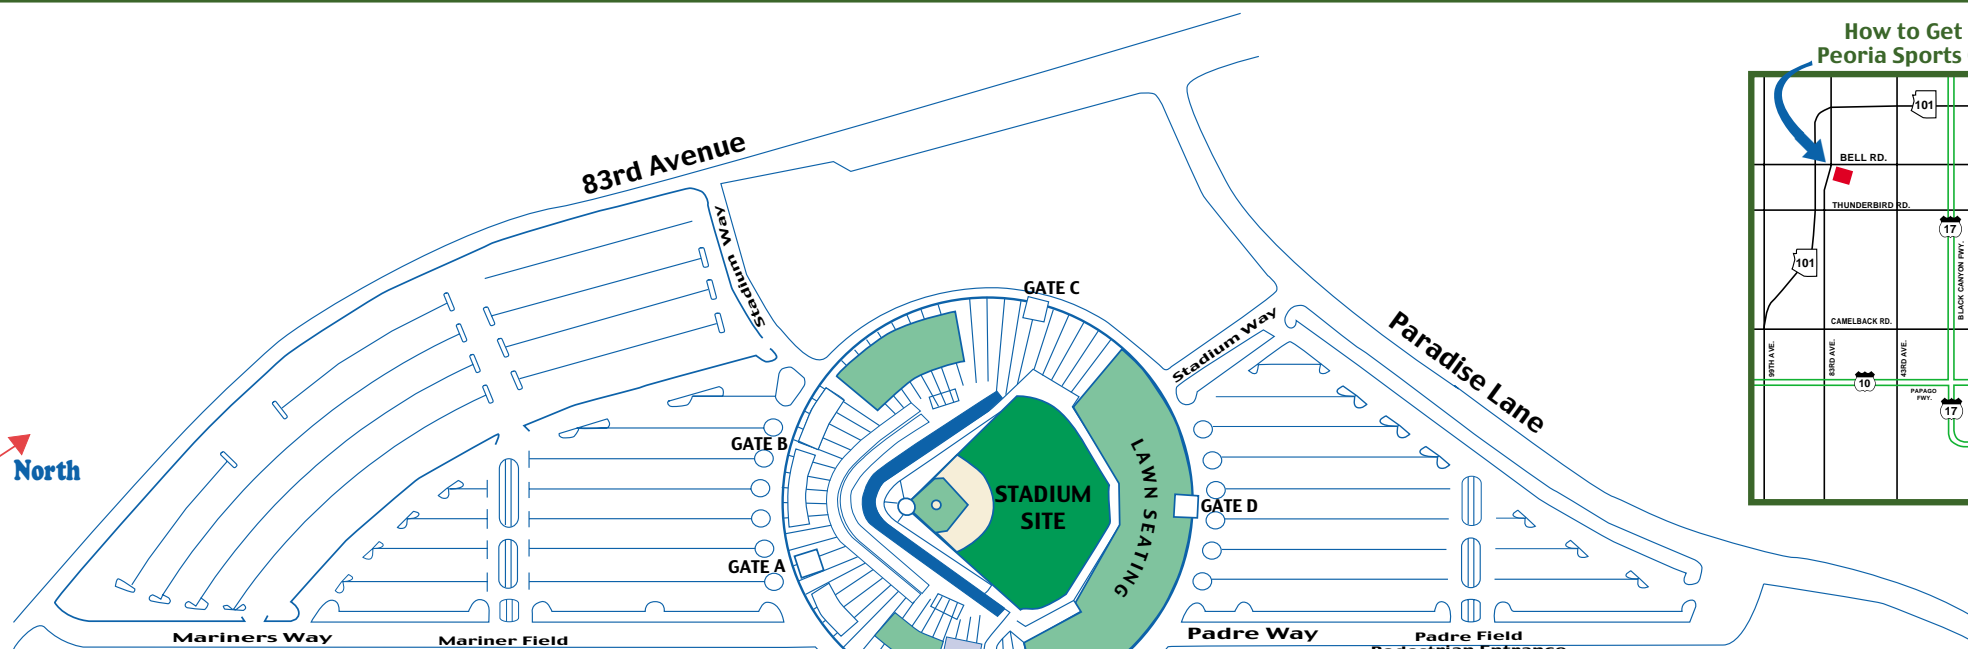 How to Get
Peoria Sports
101
BELL RD.
THUNDERBIRD RD.
17
101
BLACK CANYON FWY.
CAMELBACK RD.
99TH AVE.
83RD AVE.
43RD AVE.
10
PAPAGO
FWY.
17
83rd Avenue
Stadium Way
GATE C
Stadium Way
Paradise Lane
GATE B
North
STADIUM
SITE
LAWN SEATING
GATE D
GATE A
Mariners Way
Mariner Field
Padre Way
Padre Field
Pedestrian Entrance